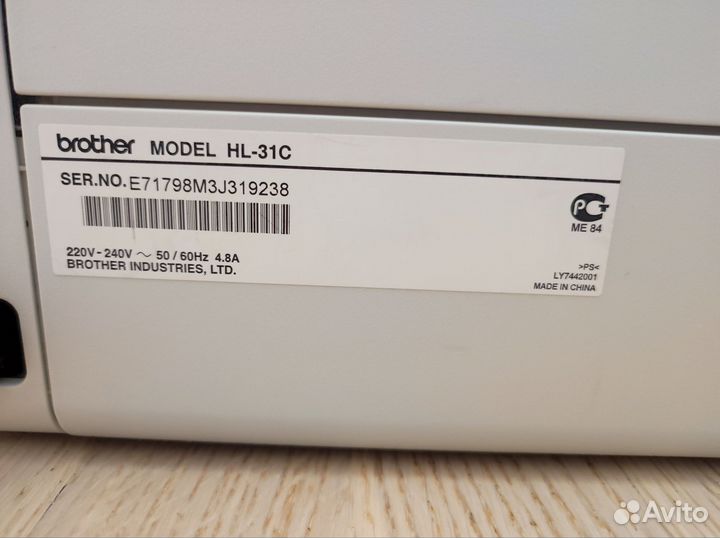 brother MODEL HL-31C
SER.NO. E71798M3J319238
220V-240V ~ 50/60Hz 4.8A
BROTHER INDUSTRIES, LTD.
РСТ
ME 84
>PS<
LY7442001
MADE IN CHINA
Avito